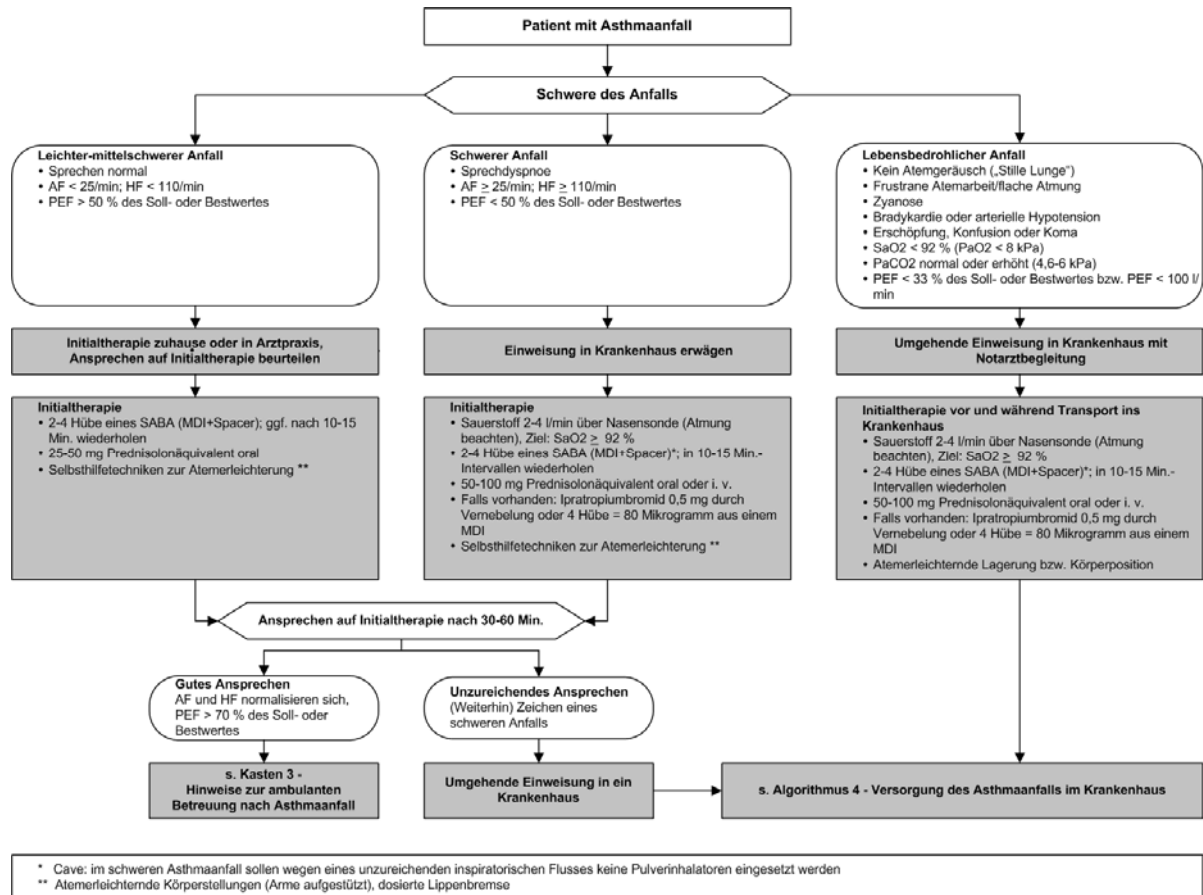 Patient mit Asthmaanfall
Schwere des Anfalls
Leichter-mittelschwerer Anfall
• Sprechen normal
• AF < 25/min; HF < 110/min
• PEF > 50 % des Soll- oder Bestwertes
Schwerer Anfall
• Sprechdyspnoe
• AF ≥ 25/min; HF ≥ 110/min
• PEF < 50 % des Soll- oder Bestwertes
Lebensbedrohlicher Anfall
• Kein Atemgeräusch („Stille Lunge“)
• Frustrane Atemarbeit/flache Atmung
• Zyanose
• Bradykardie oder arterielle Hypotension
• Erschöpfung, Konfusion oder Koma
• SaO2 < 92 % (PaO2 < 8 kPa)
• PaCO2 normal oder erhöht (4,6-6 kPa)
• PEF < 33 % des Soll- oder Bestwertes bzw. PEF < 100 l/
min
Initialtherapie zuhause oder in Arztpraxis,
Ansprechen auf Initialtherapie beurteilen
Einweisung in Krankenhaus erwägen
Umgehende Einweisung in Krankenhaus mit
Notarztbegleitung
Initialtherapie
• 2-4 Hübe eines SABA (MDI+Spacer); ggf. nach 10-15
Min. wiederholen
• 25-50 mg Prednisolonäquivalent oral
• Selbsthilfetechniken zur Atemerleichterung **
Initialtherapie
• Sauerstoff 2-4 l/min über Nasensonde (Atmung
beachten), Ziel: SaO2 ≥ 92 %
• 2-4 Hübe eines SABA (MDI+Spacer)*; in 10-15 Min.-
Intervallen wiederholen
• 50-100 mg Prednisolonäquivalent oral oder i. v.
• Falls vorhanden: Ipratropiumbromid 0,5 mg durch
Vernebelung oder 4 Hübe = 80 Mikrogramm aus einem
MDI
• Selbsthilfetechniken zur Atemerleichterung **
Initialtherapie vor und während Transport ins
Krankenhaus
• Sauerstoff 2-4 l/min über Nasensonde (Atmung
beachten), Ziel: SaO2 ≥ 92 %
• 2-4 Hübe eines SABA (MDI+Spacer)*; in 10-15 Min.-
Intervallen wiederholen
• 50-100 mg Prednisolonäquivalent oral oder i. v.
• Falls vorhanden: Ipratropiumbromid 0,5 mg durch
Vernebelung oder 4 Hübe = 80 Mikrogramm aus einem
MDI
• Atemerleichternde Lagerung bzw. Körperposition
Ansprechen auf Initialtherapie nach 30-60 Min.
Gutes Ansprechen
AF und HF normalisieren sich,
PEF > 70 % des Soll- oder
Bestwertes
Unzureichendes Ansprechen
(Weiterhin) Zeichen eines
schweren Anfalls
s. Kasten 3 -
Hinweise zur ambulanten
Betreuung nach Asthmaanfall
Umgehende Einweisung in ein
Krankenhaus
s. Algorithmus 4 - Versorgung des Asthmaanfalls im Krankenhaus
* Cave: im schweren Asthmaanfall sollen wegen eines unzureichenden inspiratorischen Flusses keine Pulverinhalatoren eingesetzt werden
** Atemerleichternde Körperstellungen (Arme aufgestützt), dosierte Lippenbremse